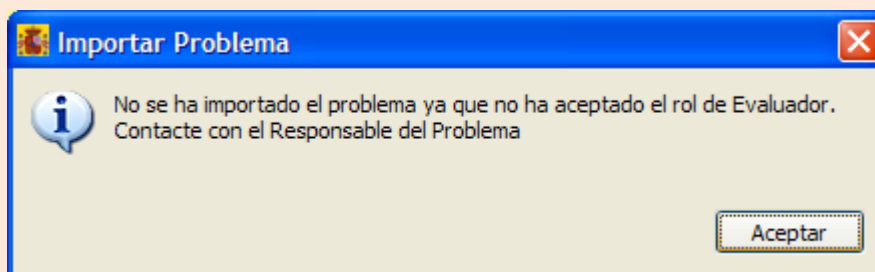 Importar Problema
No se ha importado el problema ya que no ha aceptado el rol de Evaluador.
Contacte con el Responsable del Problema
Aceptar